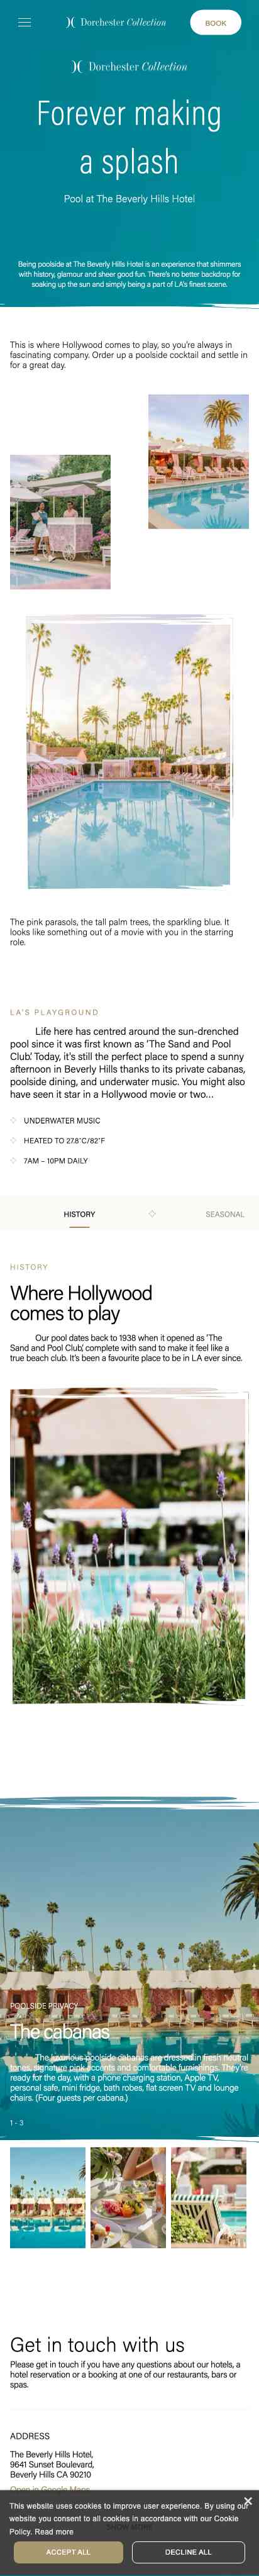 Dorchester Collection
BOOK
Dorchester Collection
Forever making
a splash
Pool at The Beverly Hills Hotel
Being poolside at The Beverly Hills Hotel is an experience that shimmers
with history, glamour and sheer good fun. There's no better backdrop for
soaking up the sun and simply being a part of LA's finest scene.
This is where Hollywood comes to play, so you're always in
fascinating company. Order up a poolside cocktail and settle in
for a great day.
The pink parasols, the tall palm trees, the sparkling blue. It
looks like something out of a movie with you in the starring
role.
LA'S PLAYGROUND
Life here has centred around the sun-drenched
pool since it was first known as 'The Sand and Pool
Club'. Today, it's still the perfect place to spend a sunny
afternoon in Beverly Hills thanks to its private cabanas,
poolside dining, and underwater music. You might also
have seen it star in a Hollywood movie or two…
UNDERWATER MUSIC
HEATED TO 27.8°C/82°F
7AM – 10PM DAILY
HISTORY
SEASONAL
HISTORY
Where Hollywood
comes to play
Our pool dates back to 1938 when it opened as 'The
Sand and Pool Club', complete with sand to make it feel like a
true beach club. It's been a favourite place to be in LA ever since.
POOLSIDE PRIVACY
The cabanas
The luxurious poolside cabanas are dressed in fresh neutral
tones, signature pink accents and comfortable furnishings. They're
ready for the day, with a phone charging station, Apple TV,
personal safe, mini fridge, bath robes, flat screen TV and lounge
chairs. (Four guests per cabana.)
1 - 3
Get in touch with us
Please get in touch if you have any questions about our hotels, a
hotel reservation or a booking at one of our restaurants, bars or
spas.
ADDRESS
The Beverly Hills Hotel,
9641 Sunset Boulevard,
Beverly Hills CA 90210
Open in Google Maps
This website uses cookies to improve user experience. By using our
website you consent to all cookies in accordance with our Cookie
Policy. Read more
ACCEPT ALL
DECLINE ALL